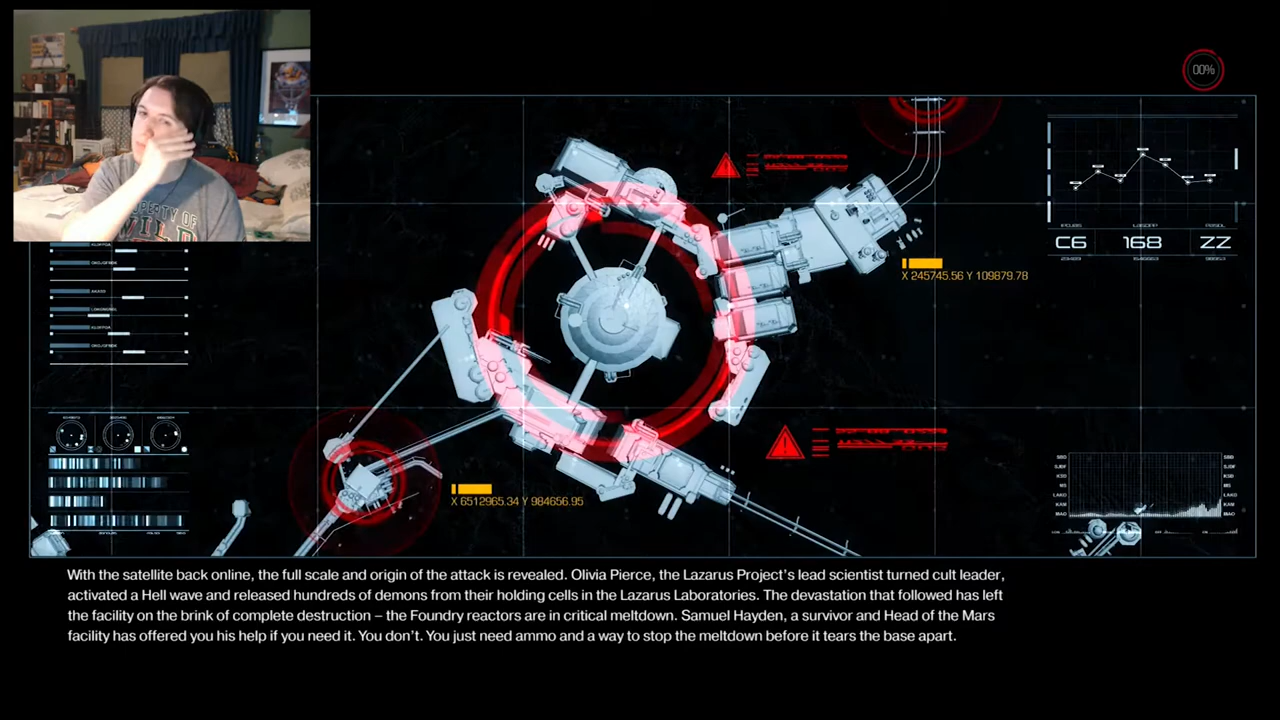 00%
PROPERTY OF
C6 168 ZZ
X 245745.56 Y 109879.78
X 6512965.34 Y 984656.95
With the satellite back online, the full scale and origin of the attack is revealed. Olivia Pierce, the Lazarus Project's lead scientist turned cult leader,
activated a Hell wave and released hundreds of demons from their holding cells in the Lazarus Laboratories. The devastation that followed has left
the facility on the brink of complete destruction – the Foundry reactors are in critical meltdown. Samuel Hayden, a survivor and Head of the Mars
facility has offered you his help if you need it. You don't. You just need ammo and a way to stop the meltdown before it tears the base apart.